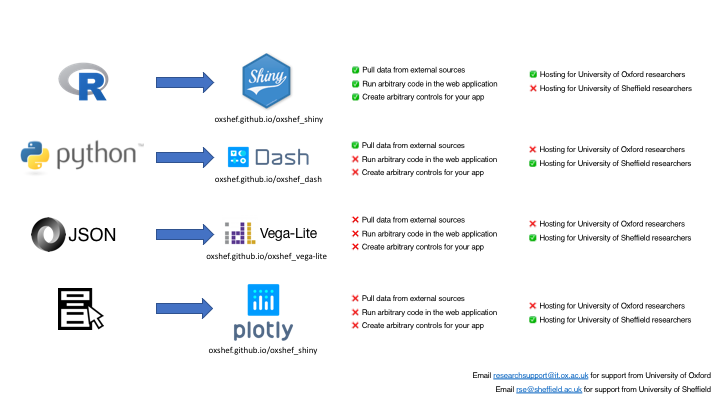 R
Shiny
oxshef.github.io/oxshef_shiny
✅ Pull data from external sources
✅ Run arbitrary code in the web application
✅ Create arbitrary controls for your app
✅ Hosting for University of Oxford researchers
❌ Hosting for University of Sheffield researchers
python™
Dash
oxshef.github.io/oxshef_dash
✅ Pull data from external sources
❌ Run arbitrary code in the web application
❌ Create arbitrary controls for your app
❌ Hosting for University of Oxford researchers
✅ Hosting for University of Sheffield researchers
JSON
Vega-Lite
oxshef.github.io/oxshef_vega-lite
❌ Pull data from external sources
❌ Run arbitrary code in the web application
❌ Create arbitrary controls for your app
❌ Hosting for University of Oxford researchers
✅ Hosting for University of Sheffield researchers
plotly
oxshef.github.io/oxshef_shiny
❌ Pull data from external sources
❌ Run arbitrary code in the web application
❌ Create arbitrary controls for your app
❌ Hosting for University of Oxford researchers
✅ Hosting for University of Sheffield researchers
Email researchsupport@it.ox.ac.uk for support from University of Oxford
Email rse@sheffield.ac.uk for support from University of Sheffield